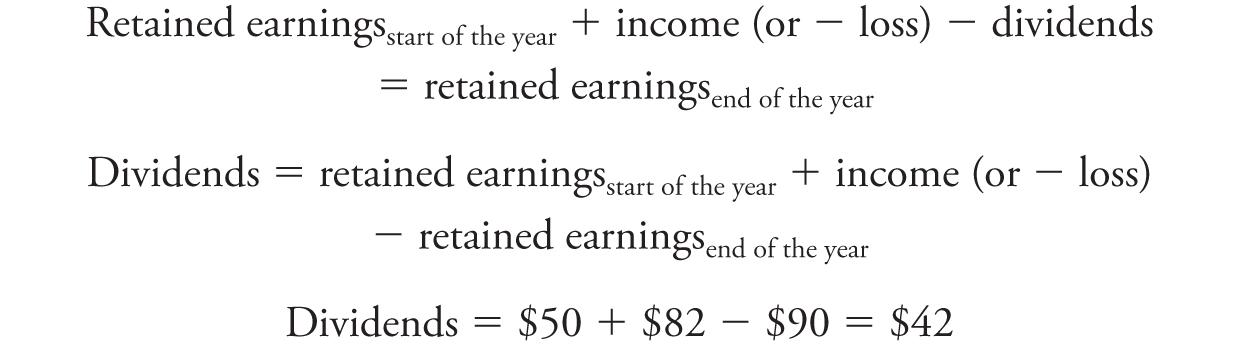 Retained earnings start of the year + income (or − loss) − dividends
= retained earnings end of the year
Dividends = retained earnings start of the year + income (or − loss)
− retained earnings end of the year
Dividends = $50 + $82 − $90 = $42